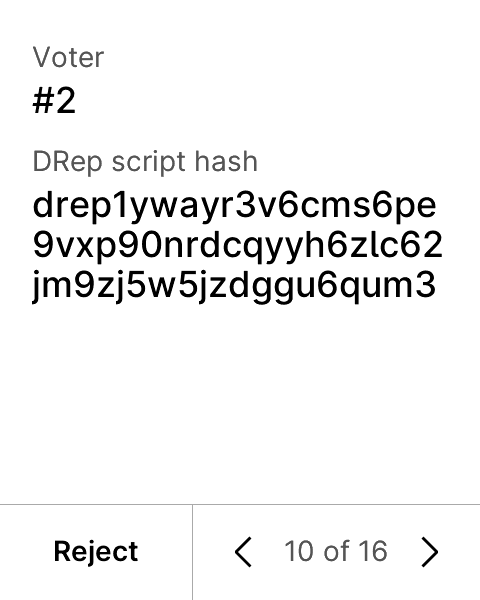 Voter
#2
DRep script hash
drep1ywayr3v6cms6pe
9vxp90nrdcqyyh6zlc62
jm9zj5w5jzdggu6qum3
Reject
10 of 16